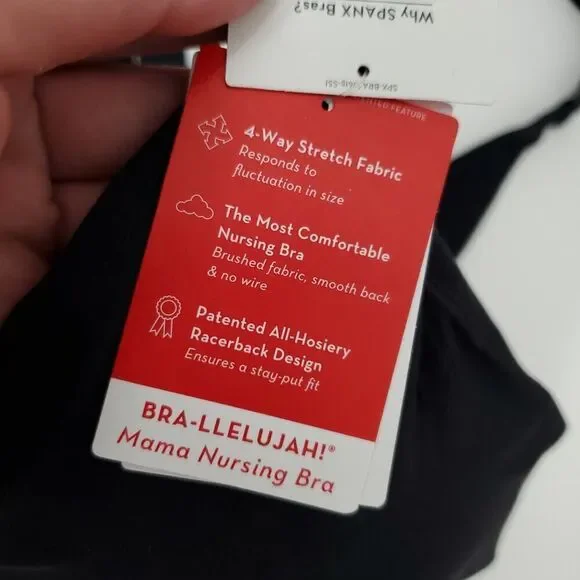 Why SPANX Bras?
FEATURE
4-Way Stretch Fabric
Responds to
fluctuation in size
The Most Comfortable
Nursing Bra
Brushed fabric, smooth back
& no wire
Patented All-Hosiery
Racerback Design
Ensures a stay-put fit
BRA-LLELUJAH!®
Mama Nursing Bra